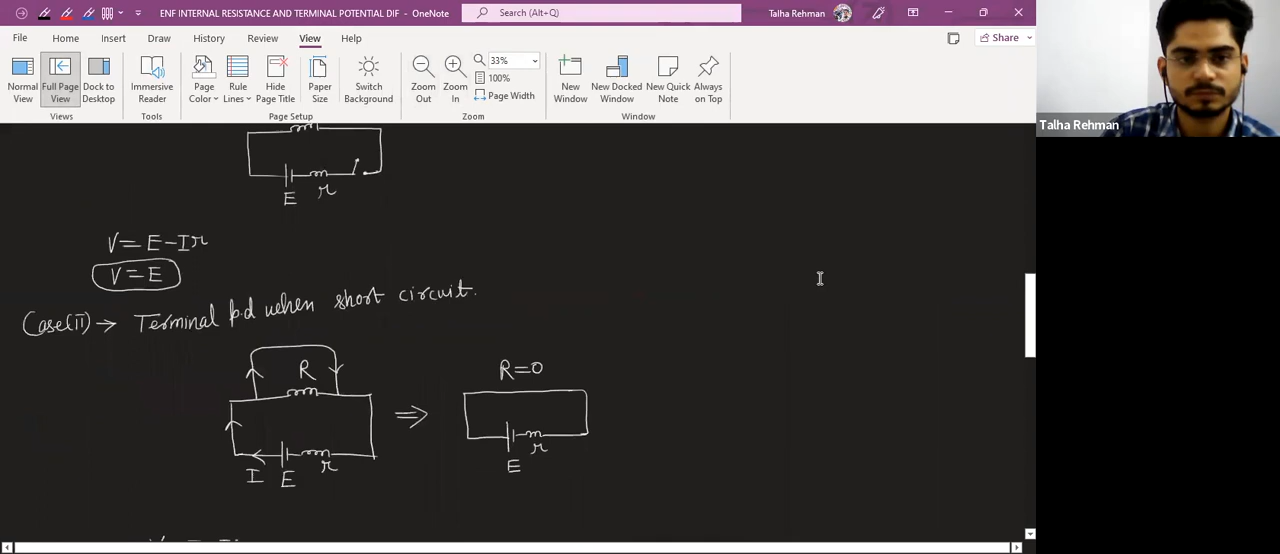 ENF INTERNAL RESISTANCE AND TERMINAL POTENTIAL DIF - OneNote
Search (Alt+Q)
Talha Rehman
File Home Insert Draw History Review View Help
Share
Normal View
Full Page View
Dock to Desktop
Immersive Reader
Page Color
Rule Lines
Hide Page Title
Paper Size
Switch Background
Zoom Out
Zoom In
33%
100%
Page Width
New Window
New Docked Window
New Quick Note
Always on Top
Views
Tools
Page Setup
Zoom
Window
Talha Rehman
E r
V = E - Ir
V = E
Case(II) → Terminal p.d when short circuit.
R
R=0
⇒
I E r
E r